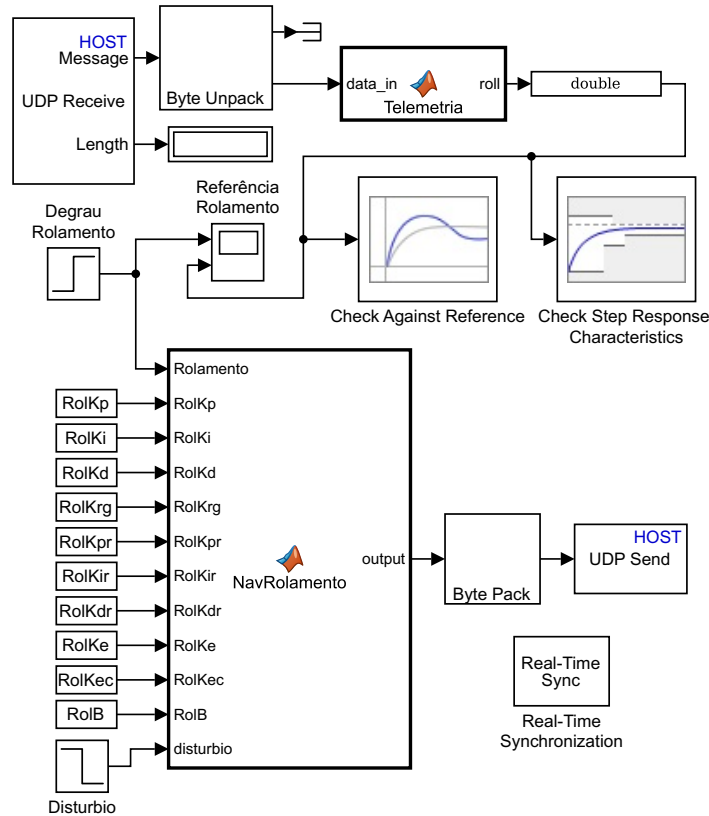 HOST
Message
UDP Receive
Length
Byte Unpack
data_in
roll
Telemetria
double
Degrau
Rolamento
Referência
Rolamento
Check Against Reference
Check Step Response
Characteristics
Rolamento
RolKp
RolKp
RolKi
RolKi
RolKd
RolKd
RolKrg
RolKrg
RolKpr
RolKpr
RolKir
RolKir
RolKdr
RolKdr
RolKe
RolKe
RolKec
RolKec
RolB
RolB
disturbio
Disturbio
NavRolamento
output
Byte Pack
HOST
UDP Send
Real-Time
Sync
Real-Time
Synchronization